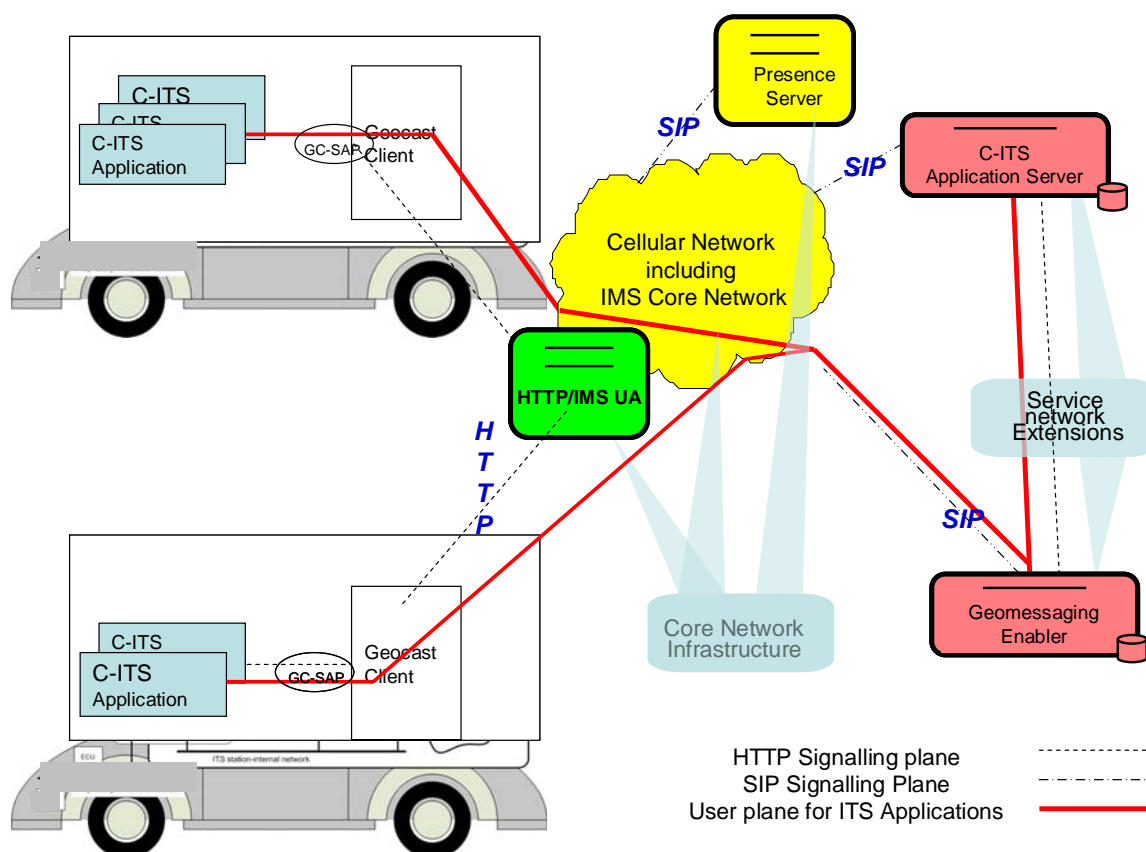 C-ITS
C-ITS
C-ITS
Application
GC-SAP
Geocast
Client
SIP
Presence
Server
SIP
C-ITS
Application Server
Cellular Network
including
IMS Core Network
HTTP/IMS UA
H
T
T
P
Service
network
Extensions
SIP
C-ITS
C-ITS
Application
GC-SAP
Geocast
Client
Core Network
Infrastructure
Geomessaging
Enabler
ECU
ITS station-internal network
HTTP Signalling plane
SIP Signalling Plane
User plane for ITS Applications